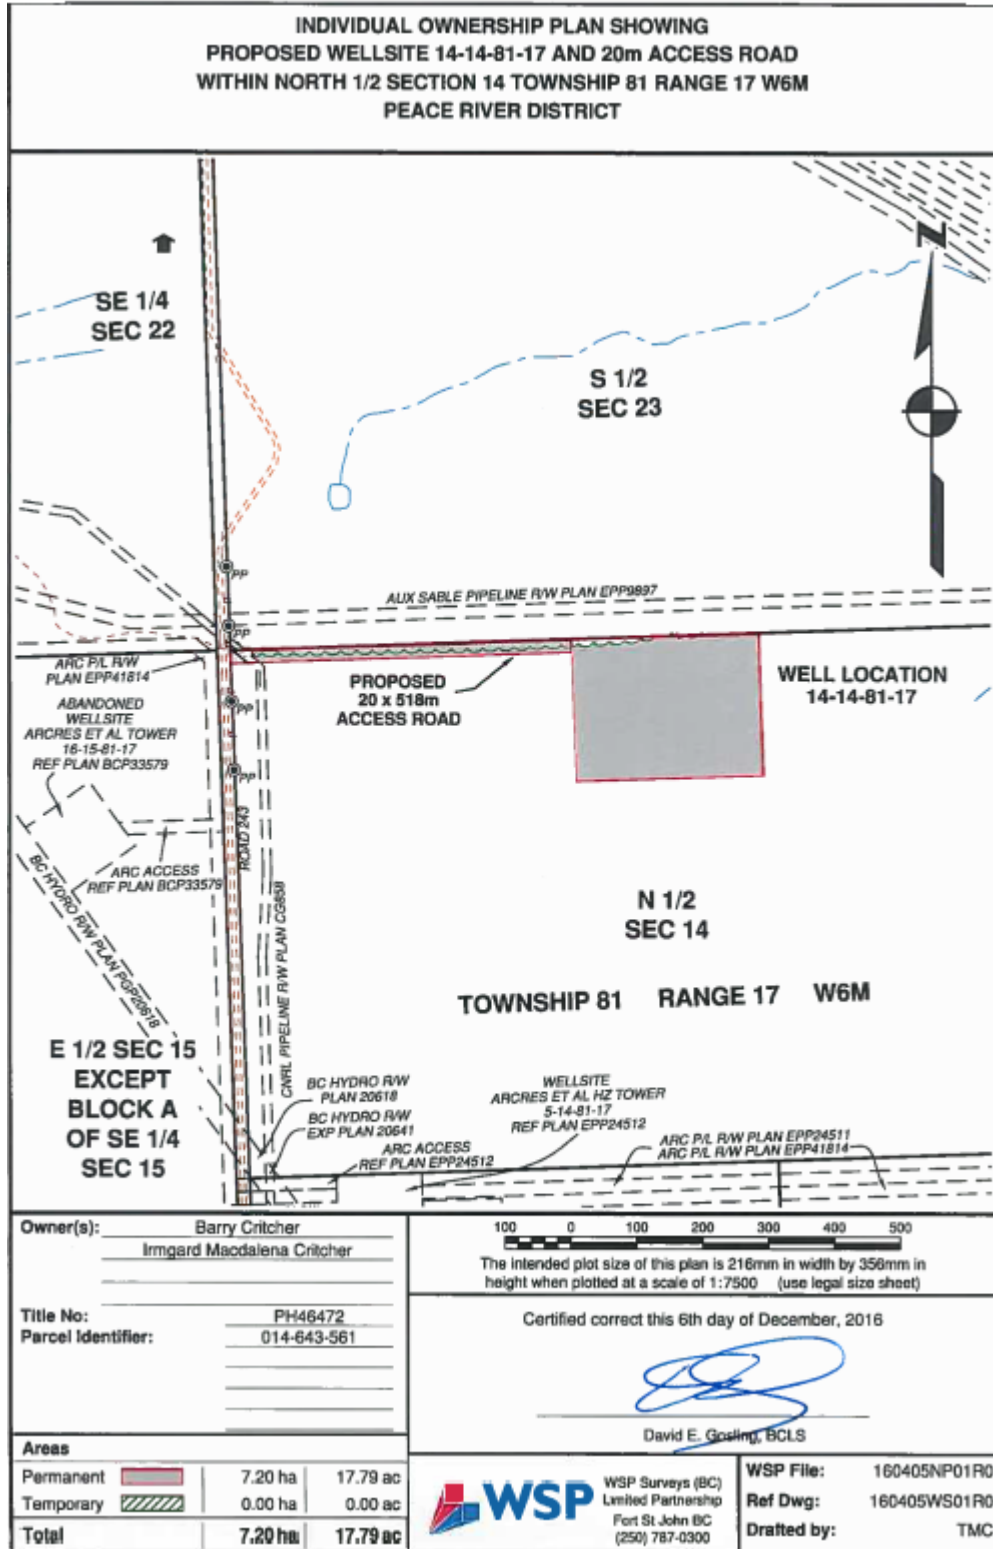 INDIVIDUAL OWNERSHIP PLAN SHOWING
PROPOSED WELLSITE 14-14-81-17 AND 20m ACCESS ROAD
WITHIN NORTH 1/2 SECTION 14 TOWNSHIP 81 RANGE 17 W6M
PEACE RIVER DISTRICT
N
SE 1/4
SEC 22
S 1/2
SEC 23
PP
AUX SABLE PIPELINE R/W PLAN EPP9897
PP
ARC P/L R/W
PLAN EPP41814
PROPOSED
20 x 518m
ACCESS ROAD
WELL LOCATION
14-14-81-17
ABANDONED
WELLSITE
ARCRES ET AL TOWER
16-15-81-17
REF PLAN BCP33579
PP
PP
ROAD 243
ARC ACCESS
REF PLAN BCP33579
BC HYDRO R/W PLAN PGP20618
CNRL PIPELINE R/W PLAN CG858
N 1/2
SEC 14
TOWNSHIP 81 RANGE 17 W6M
E 1/2 SEC 15
EXCEPT
BLOCK A
OF SE 1/4
SEC 15
BC HYDRO R/W
PLAN 20618
BC HYDRO R/W
EXP PLAN 20641
ARC ACCESS
REF PLAN EPP24512
WELLSITE
ARCRES ET AL HZ TOWER
5-14-81-17
REF PLAN EPP24512
ARC P/L R/W PLAN EPP24511
ARC P/L R/W PLAN EPP41814
Owner(s): Barry Critcher
Irmgard Maodalena Critcher
Title No: PH46472
Parcel Identifier: 014-643-561
100 0 100 200 300 400 500
The intended plot size of this plan is 216mm in width by 356mm in
height when plotted at a scale of 1:7500 (use legal size sheet)
Certified correct this 6th day of December, 2016
David E. Gosling, BCLS
Areas
Permanent 7.20 ha 17.79 ac
Temporary 0.00 ha 0.00 ac
Total 7.20 ha 17.79 ac
WSP
WSP Surveys (BC)
Limited Partnership
Fort St John BC
(250) 787-0300
WSP File: 160405NP01R0
Ref Dwg: 160405WS01R0
Drafted by: TMC